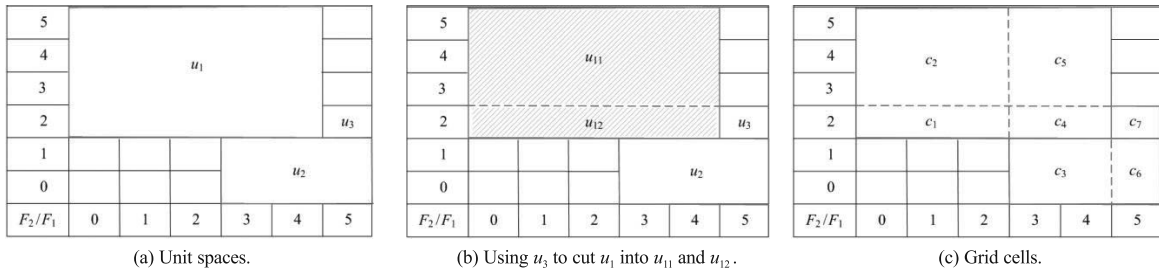 5
4
3
2
1
0
F₂/F₁ 0 1 2 3 4 5
u₁
u₃
u₂
(a) Unit spaces.
5
4
3
2
1
0
F₂/F₁ 0 1 2 3 4 5
u₁₁
u₁₂
u₃
u₂
(b) Using u₃ to cut u₁ into u₁₁ and u₁₂.
5
4
3
2
1
0
F₂/F₁ 0 1 2 3 4 5
c₂ c₅
c₁ c₄ c₇
c₃ c₆
(c) Grid cells.